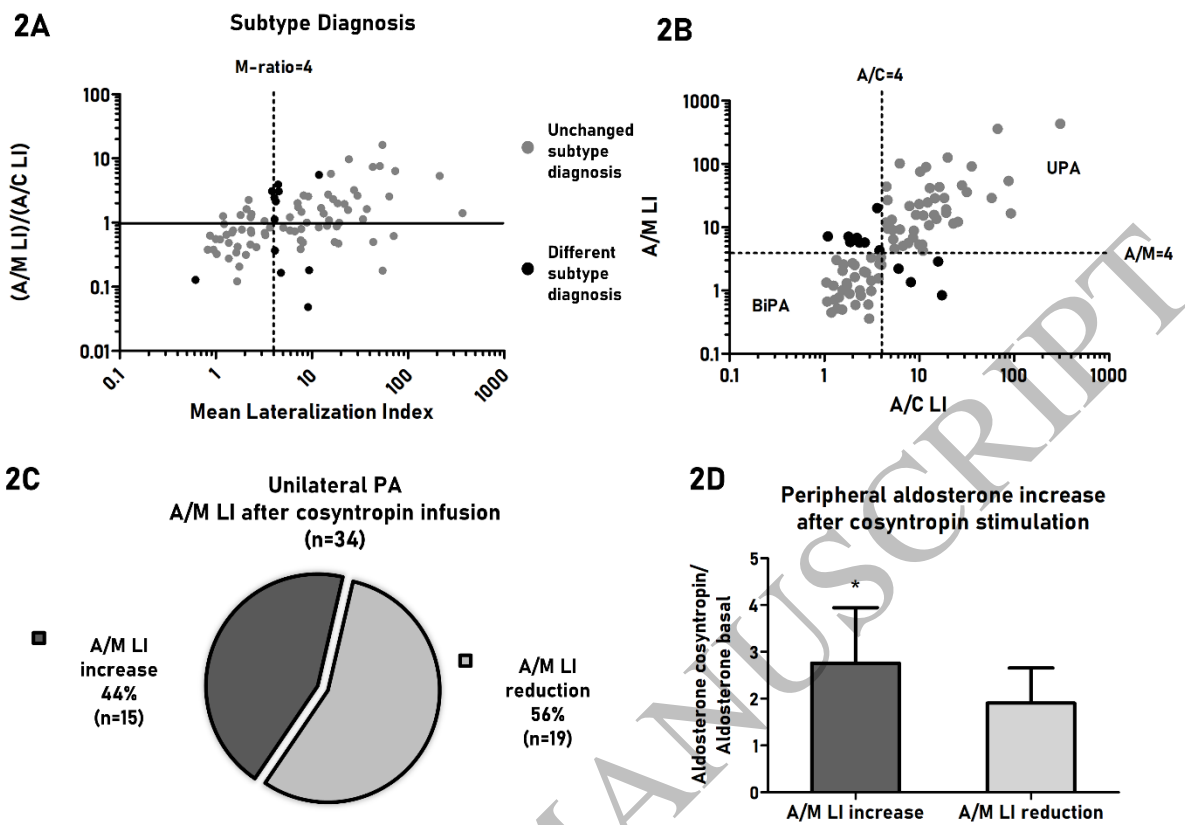 2A
Subtype Diagnosis
M-ratio=4
(A/M LI)/(A/C LI)
100
10
1
0.1
0.01
0.1
1
10
100
1000
Mean Lateralization Index
Unchanged
subtype
diagnosis
Different
subtype
diagnosis
2B
A/C=4
A/M LI
1000
100
10
1
0.1
UPA
A/M=4
BiPA
0.1
1
10
100
1000
A/C LI
2C
Unilateral PA
A/M LI after cosyntropin infusion
(n=34)
A/M LI
increase
44%
(n=15)
A/M LI
reduction
56%
(n=19)
2D
Peripheral aldosterone increase
after cosyntropin stimulation
Aldosterone cosyntropin/
Aldosterone basal
5
4
3
2
1
0
*
A/M LI increase
A/M LI reduction
MANUSCRIPT